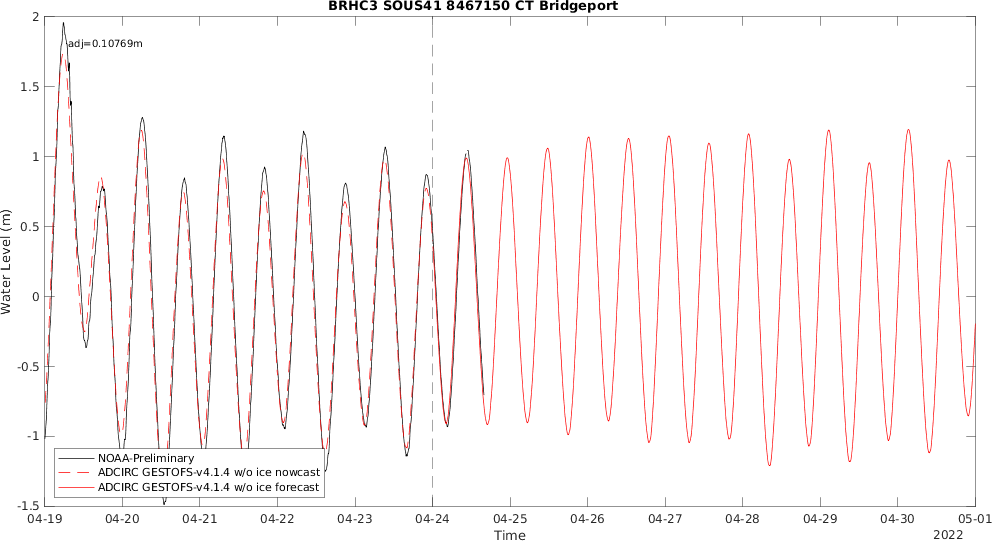 BRHC3 SOUS41 8467150 CT Bridgeport
adj=0.10769m
2
1.5
1
0.5
0
-0.5
-1
-1.5
Water Level (m)
NOAA-Preliminary
ADCIRC GESTOFS-v4.1.4 w/o ice nowcast
ADCIRC GESTOFS-v4.1.4 w/o ice forecast
04-19 04-20 04-21 04-22 04-23 04-24 04-25 04-26 04-27 04-28 04-29 04-30 05-01
Time
2022